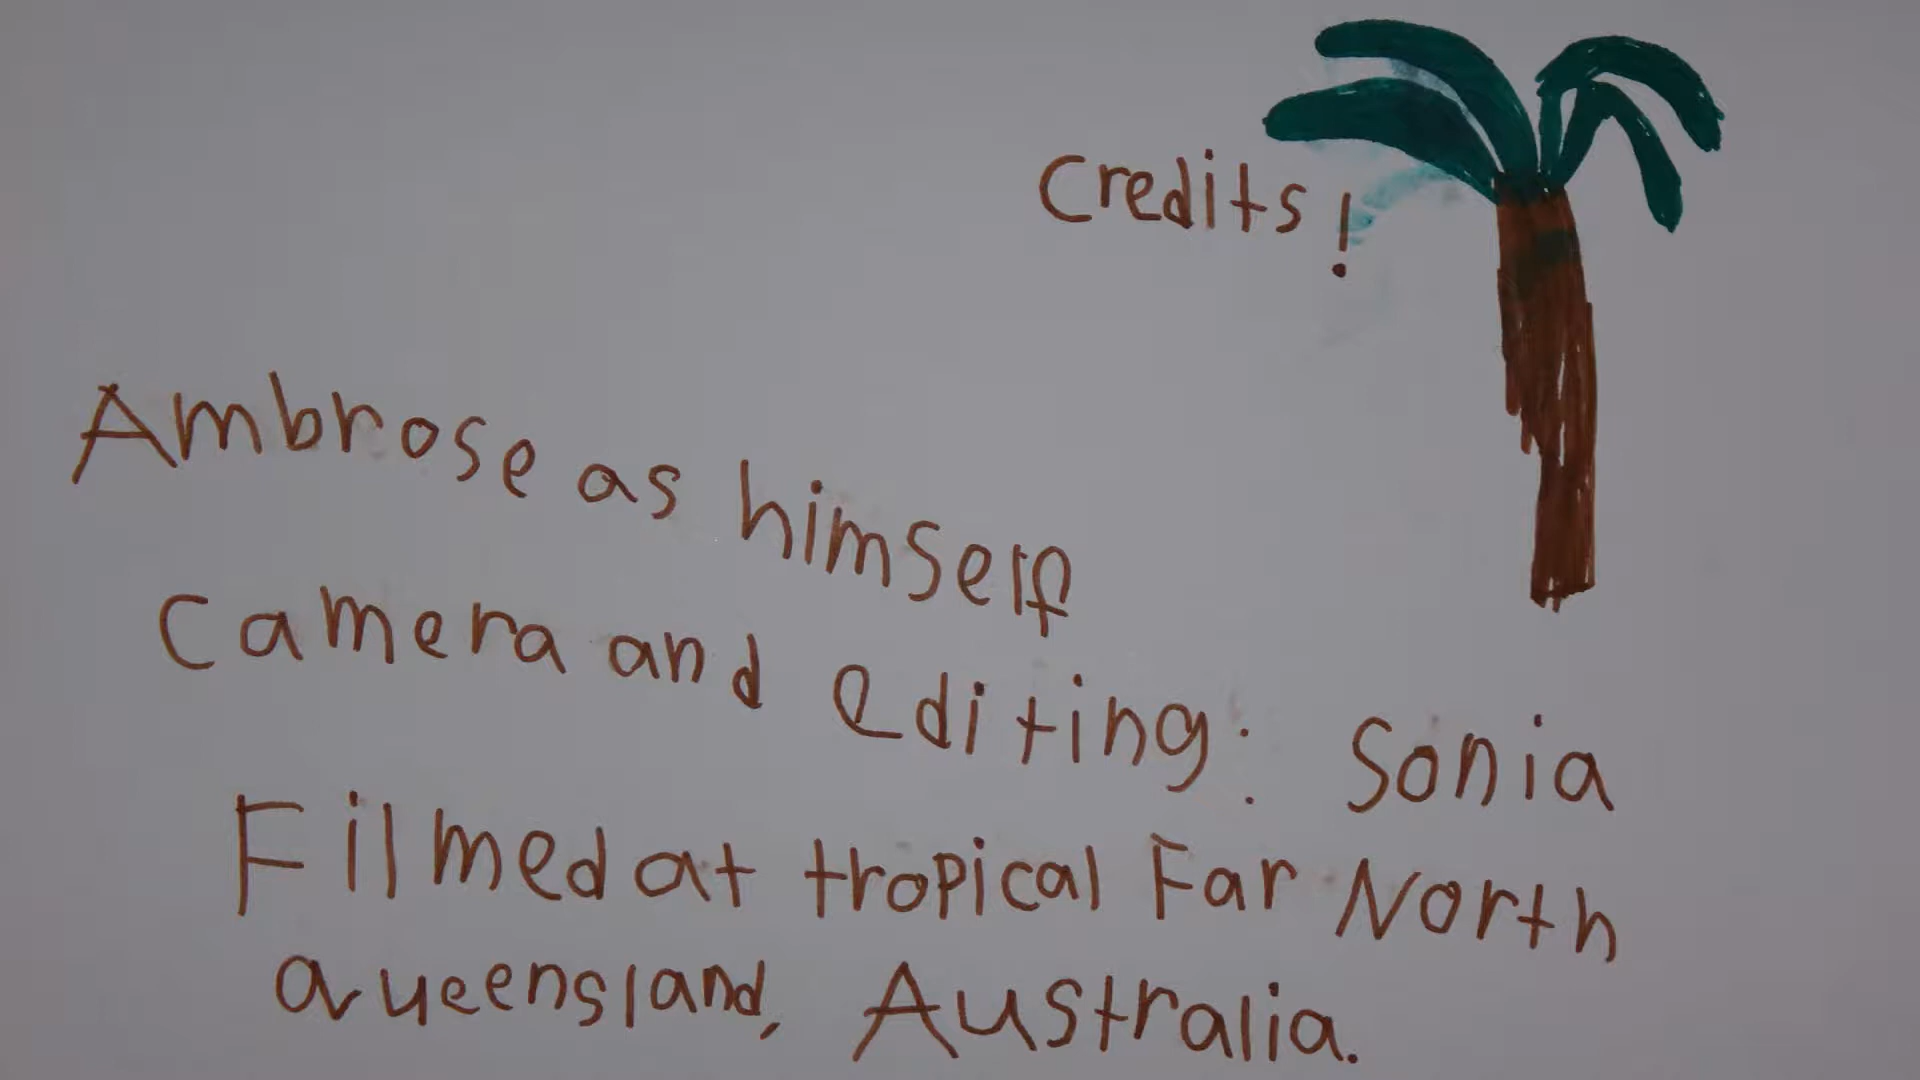 Credits!
Ambrose as himself
Camera and editing: Sonia
Filmed at tropical Far North
Queensland, Australia.